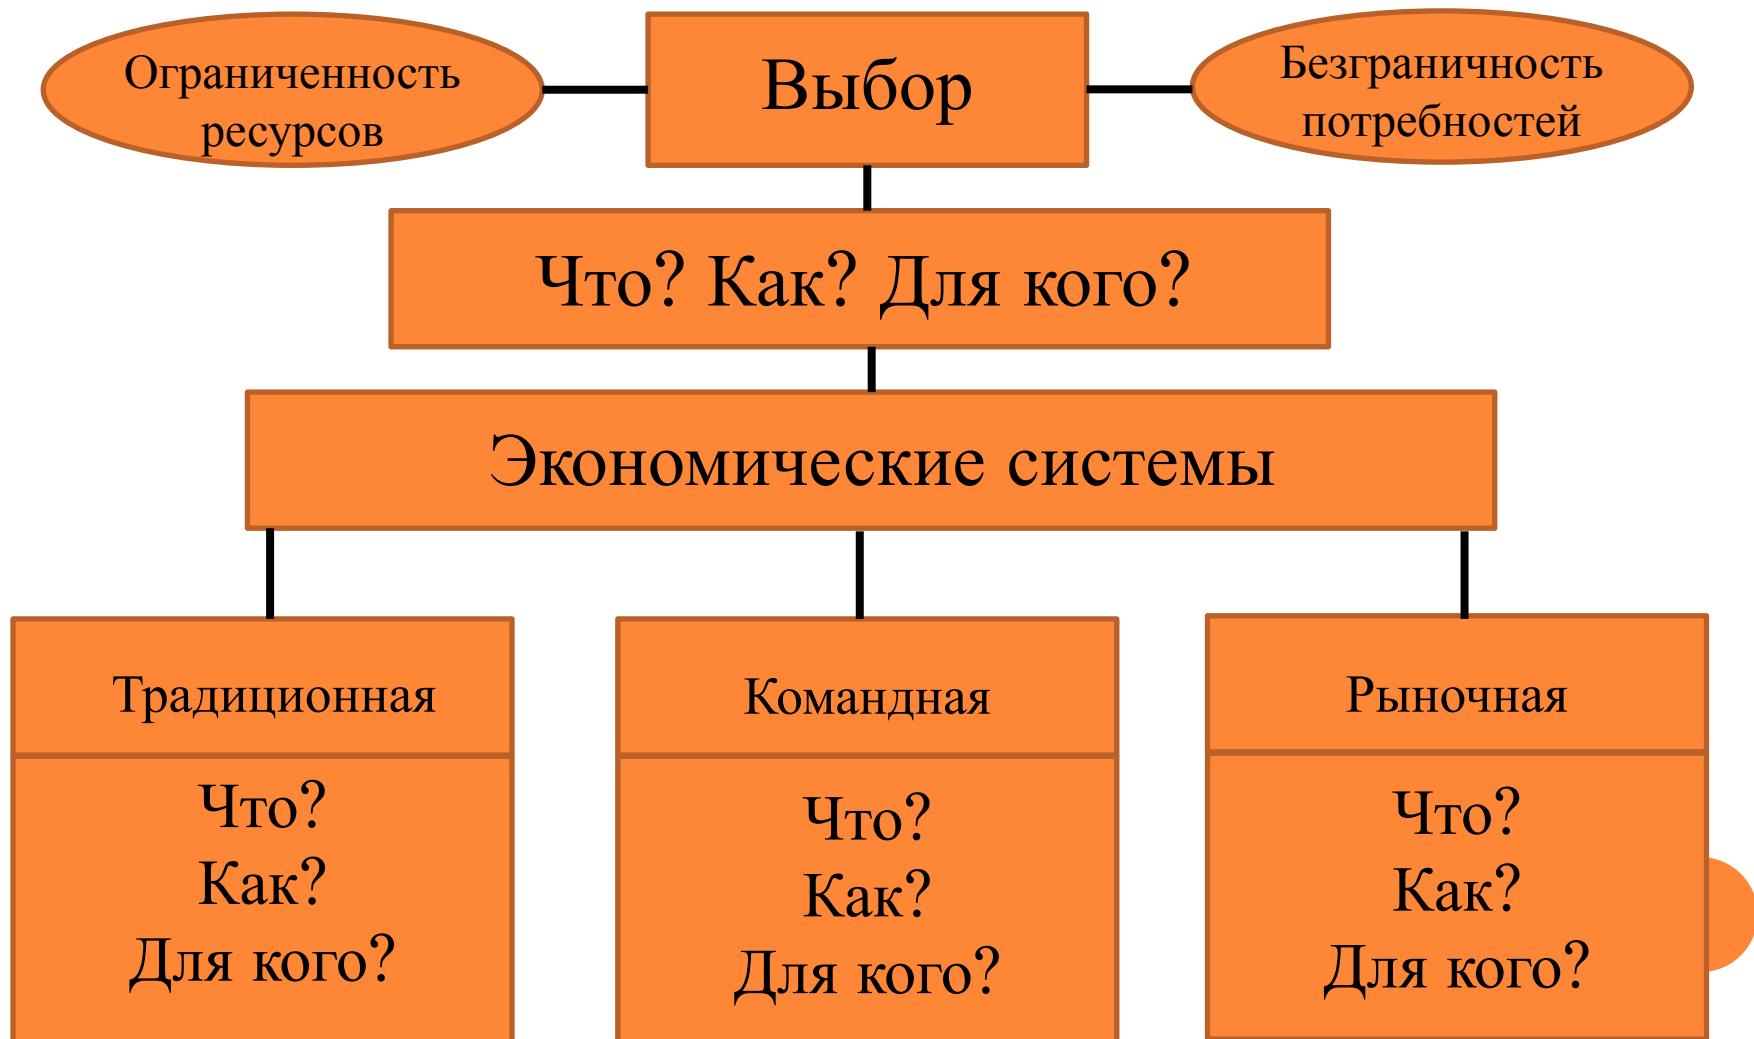 Ограниченность
ресурсов
Выбор
Безграничность
потребностей
Что? Как? Для кого?
Экономические системы
Традиционная
Что?
Как?
Для кого?
Командная
Что?
Как?
Для кого?
Рыночная
Что?
Как?
Для кого?